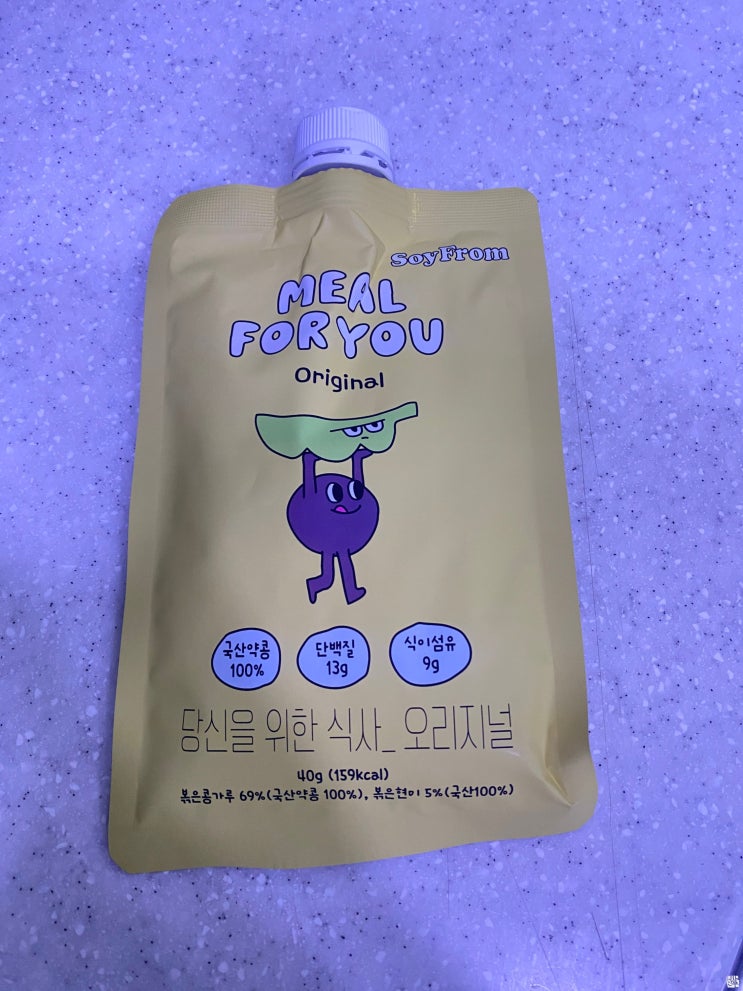 SoyFrom
MEAL
FOR YOU
Original
국산약콩
100%
단백질
13g
식이섬유
9g
당신을 위한 식사_ 오리지널
40g (159kcal)
볶은콩가루 69%(국산약콩 100%), 볶은현미 5%(국산100%)